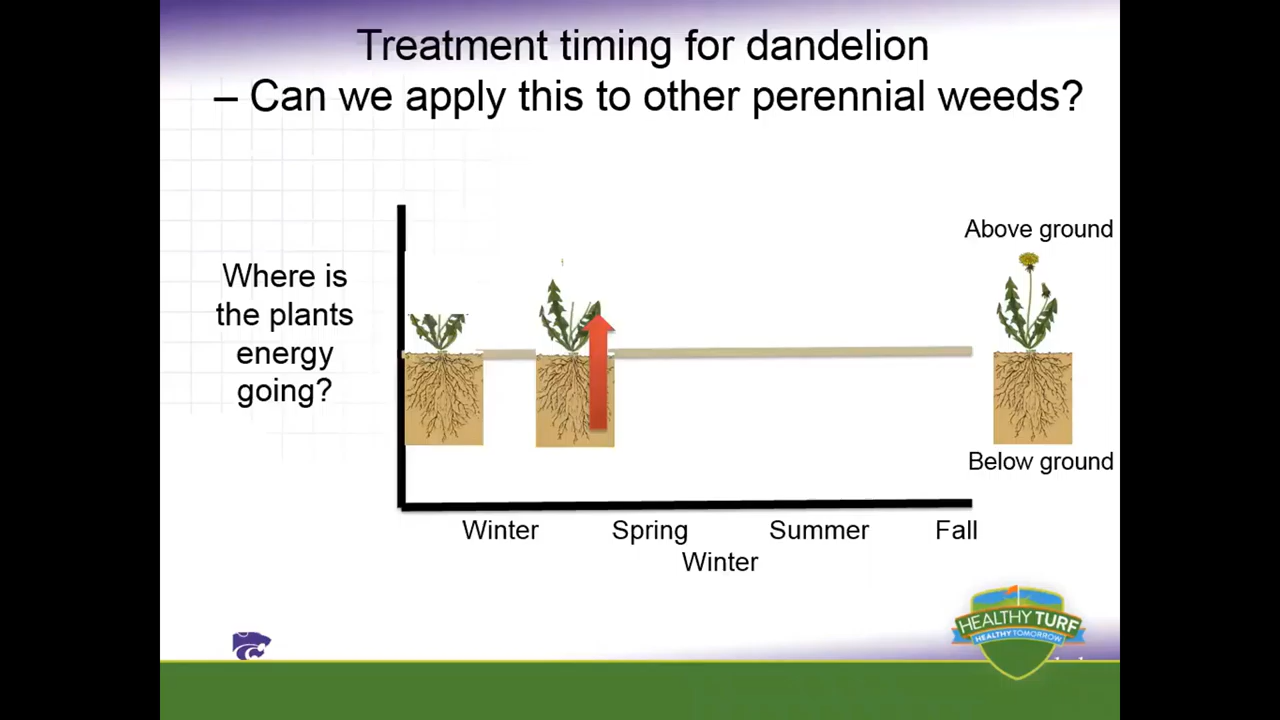 Treatment timing for dandelion
– Can we apply this to other perennial weeds?
Above ground
Where is
the plants
energy
going?
Below ground
Winter Spring Summer Fall
Winter
HEALTHY TURF
HEALTHY TOMORROW